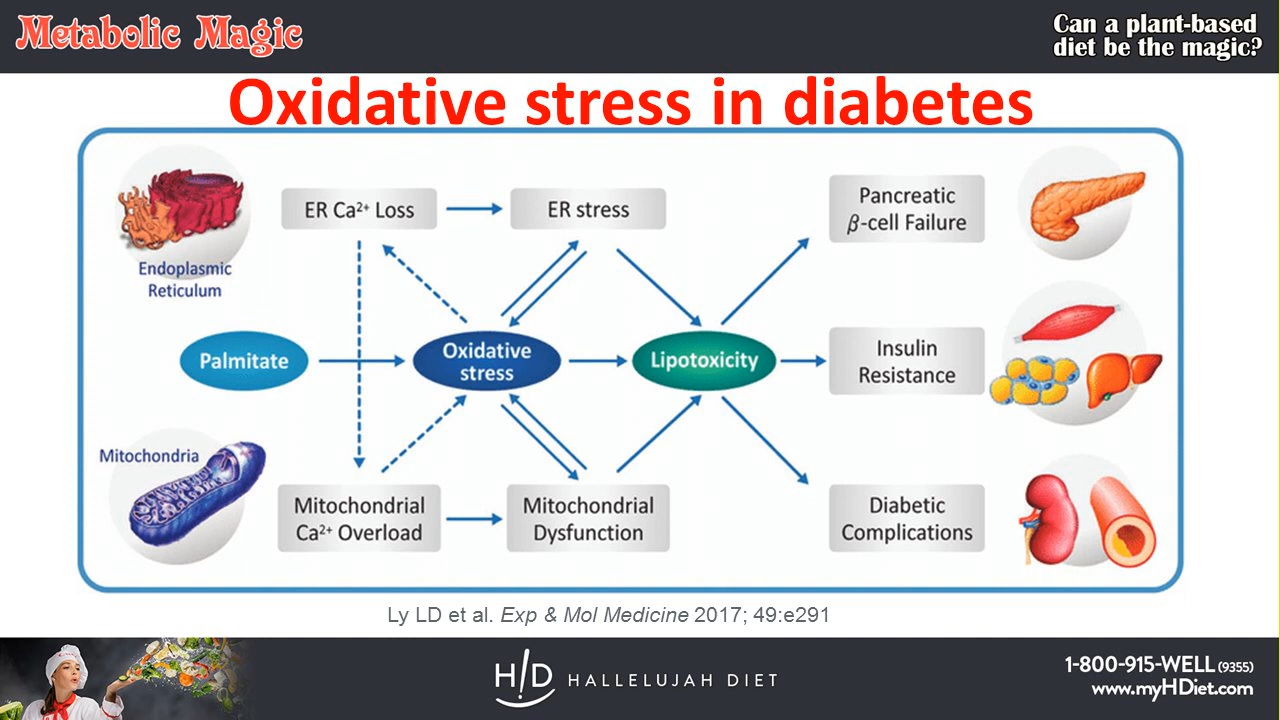 Metabolic Magic
Can a plant-based
diet be the magic?
Oxidative stress in diabetes
Endoplasmic
Reticulum
ER Ca²⁺ Loss
ER stress
Pancreatic
β-cell Failure
Palmitate
Oxidative
stress
Lipotoxicity
Insulin
Resistance
Mitochondria
Mitochondrial
Ca²⁺ Overload
Mitochondrial
Dysfunction
Diabetic
Complications
Ly LD et al. Exp & Mol Medicine 2017; 49:e291
H!D HALLELUJAH DIET
1-800-915-WELL (9355)
www.myHDiet.com